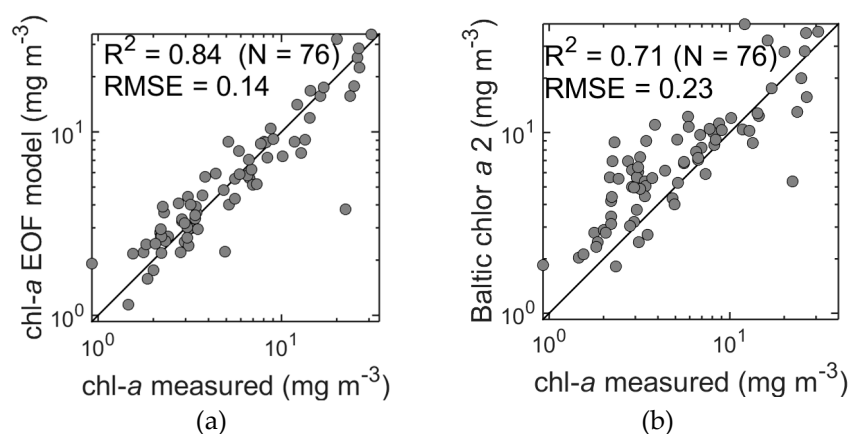 R² = 0.84 (N = 76)
RMSE = 0.14
chl-a EOF model (mg m⁻³)
10¹
10⁰
10⁰ 10¹
chl-a measured (mg m⁻³)
(a)
R² = 0.71 (N = 76)
RMSE = 0.23
Baltic chlor a 2 (mg m⁻³)
10¹
10⁰
10⁰ 10¹
chl-a measured (mg m⁻³)
(b)